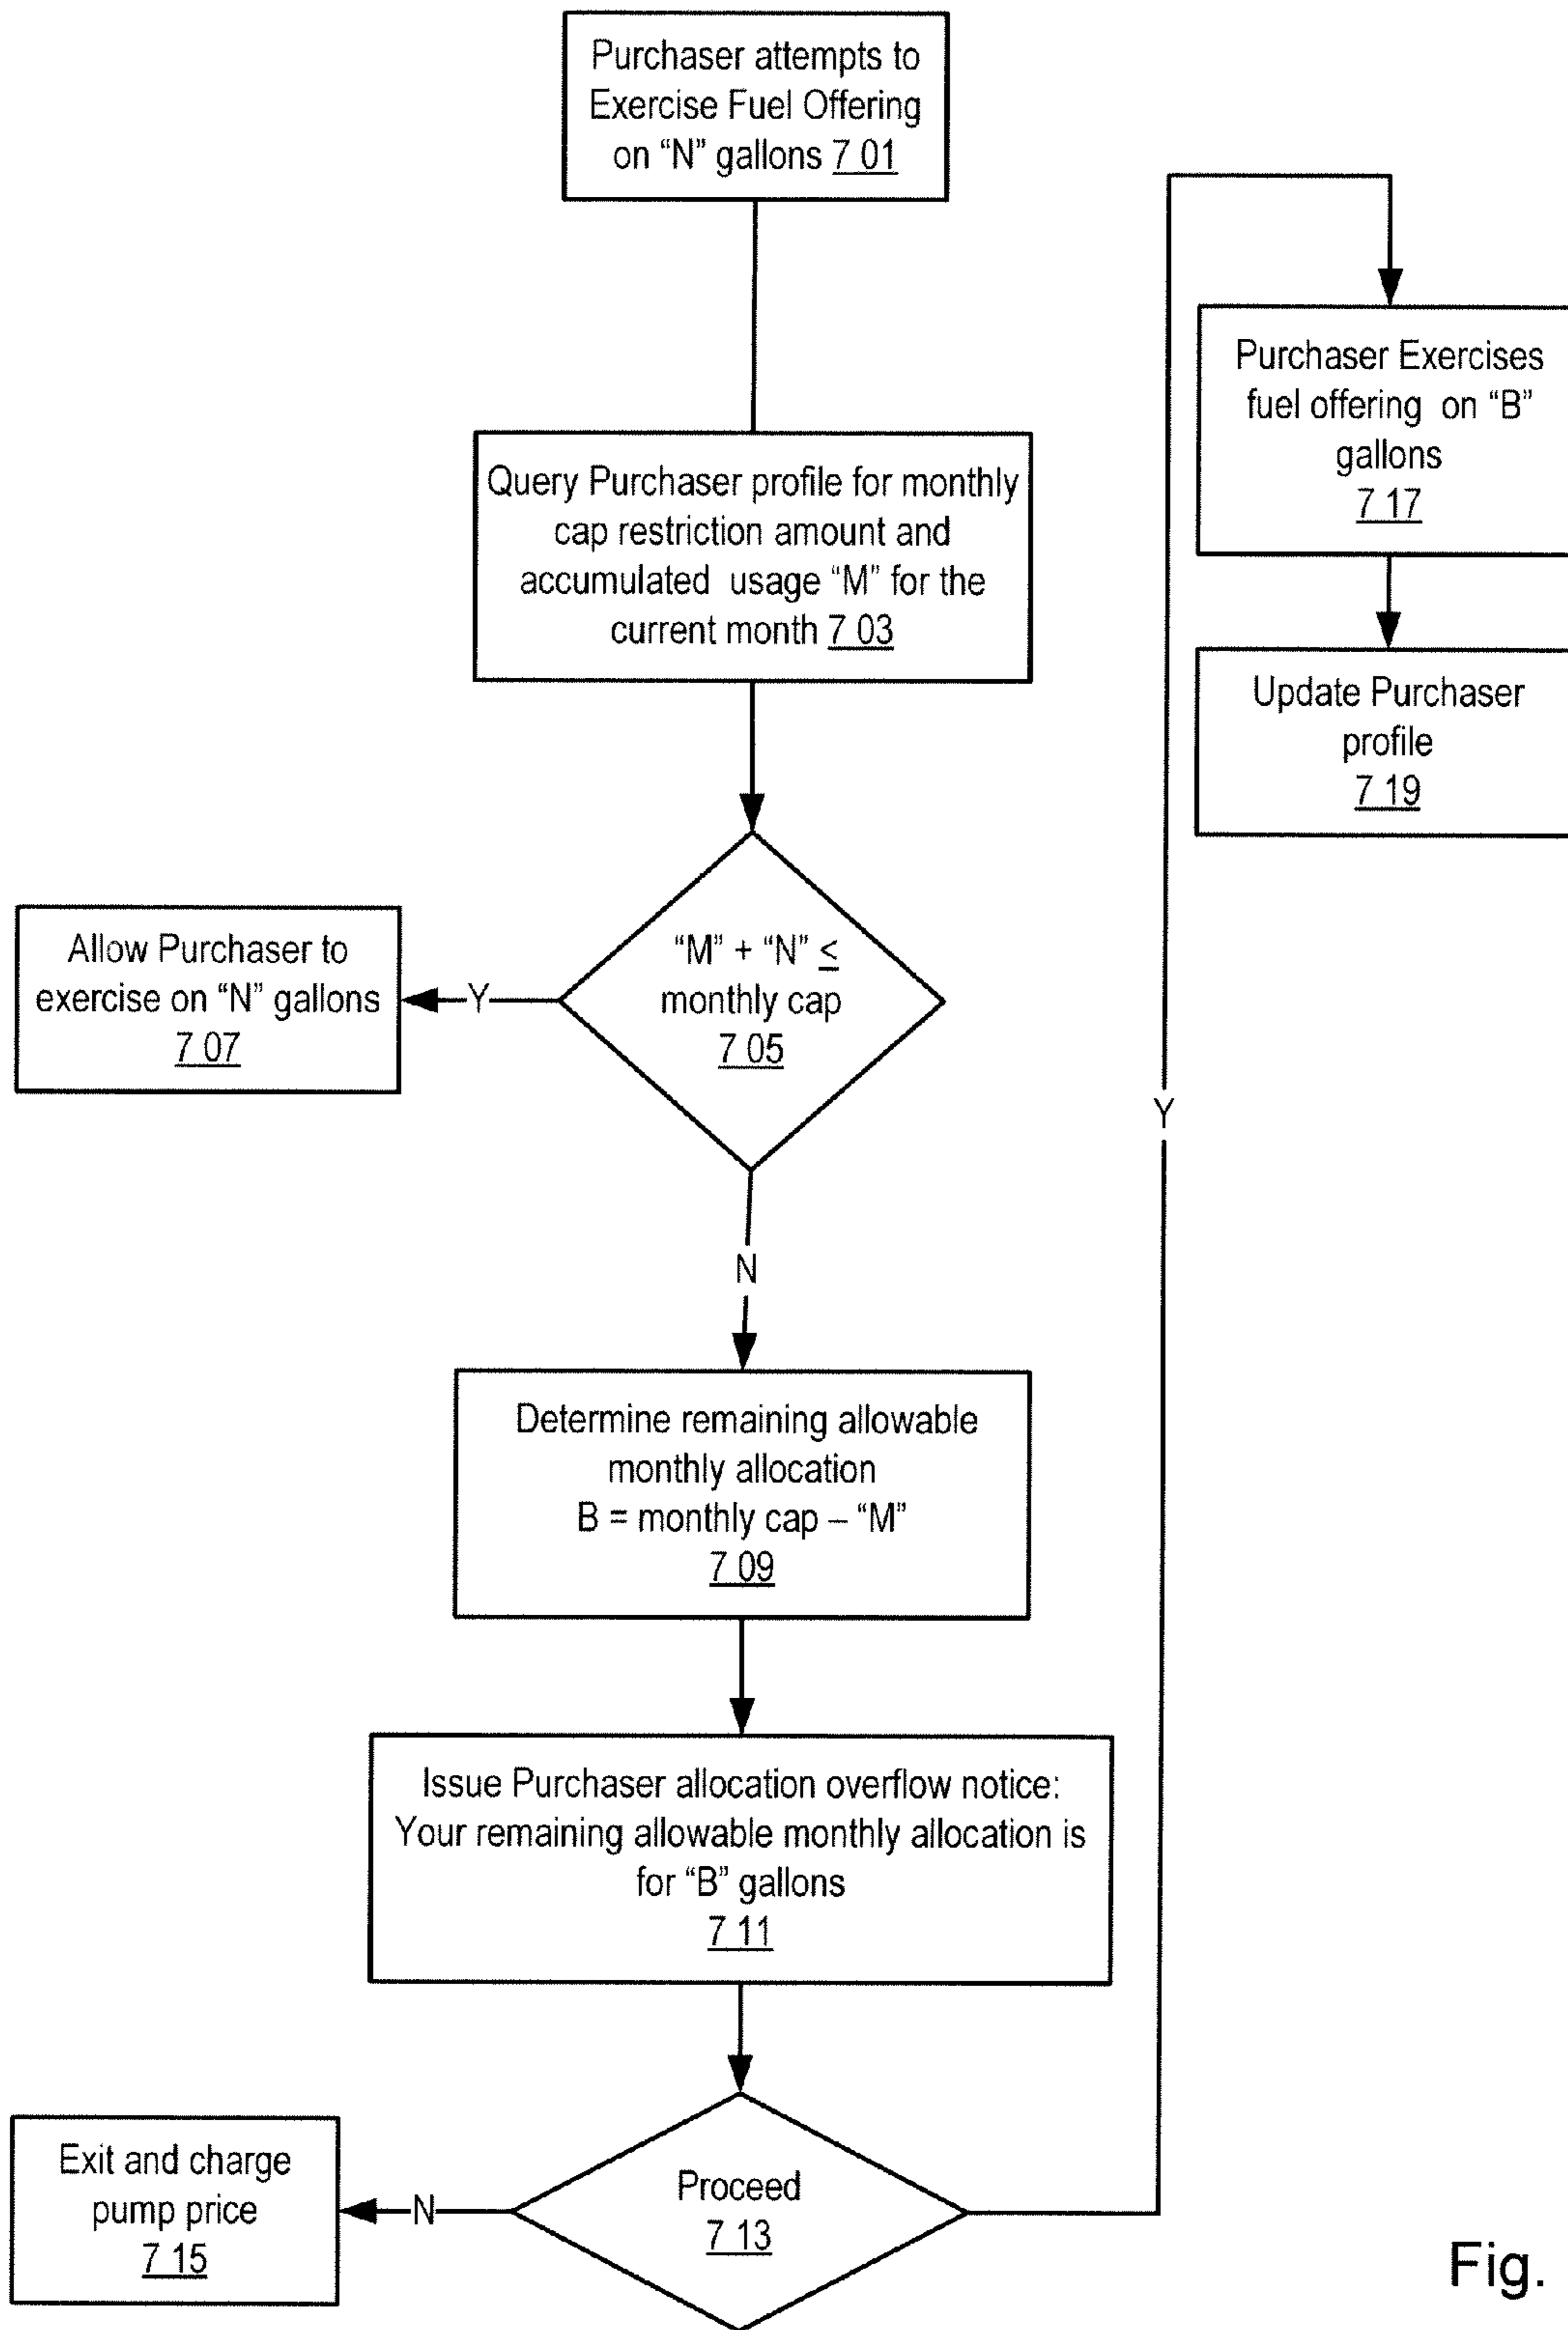 Purchaser attempts to
Exercise Fuel Offering
on “N” gallons 7 01
Query Purchaser profile for monthly
cap restriction amount and
accumulated usage “M” for the
current month 7 03
“M” + “N” ≤
monthly cap
7 05
Y
Allow Purchaser to
exercise on “N” gallons
7 07
N
Determine remaining allowable
monthly allocation
B = monthly cap – “M”
7 09
Issue Purchaser allocation overflow notice:
Your remaining allowable monthly allocation is
for “B” gallons
7 11
Proceed
7 13
N
Exit and charge
pump price
7 15
Y
Purchaser Exercises
fuel offering on “B”
gallons
7 17
Update Purchaser
profile
7 19
Fig.